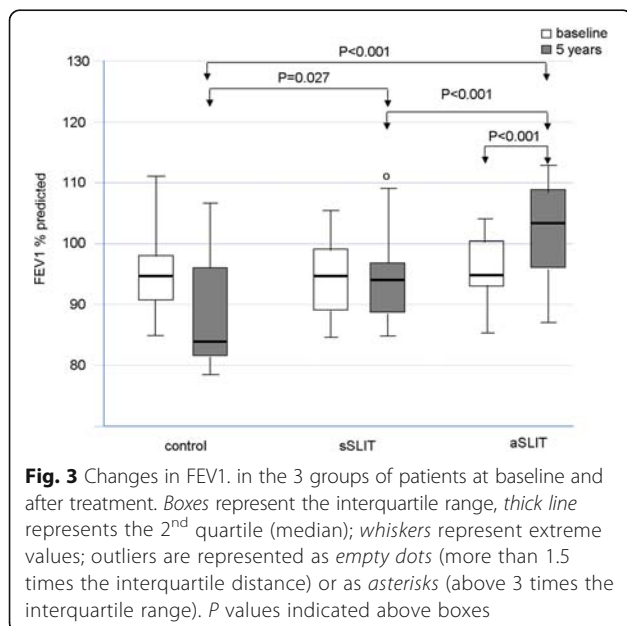 baseline
5 years
130
P<0.001
P=0.027
120
P<0.001
P<0.001
110
FEV1 % predicted
100
90
80
control sSLIT aSLIT
Fig. 3 Changes in FEV1. in the 3 groups of patients at baseline and
after treatment. Boxes represent the interquartile range, thick line
represents the 2nd quartile (median); whiskers represent extreme
values; outliers are represented as empty dots (more than 1.5
times the interquartile distance) or as asterisks (above 3 times the
interquartile range). P values indicated above boxes